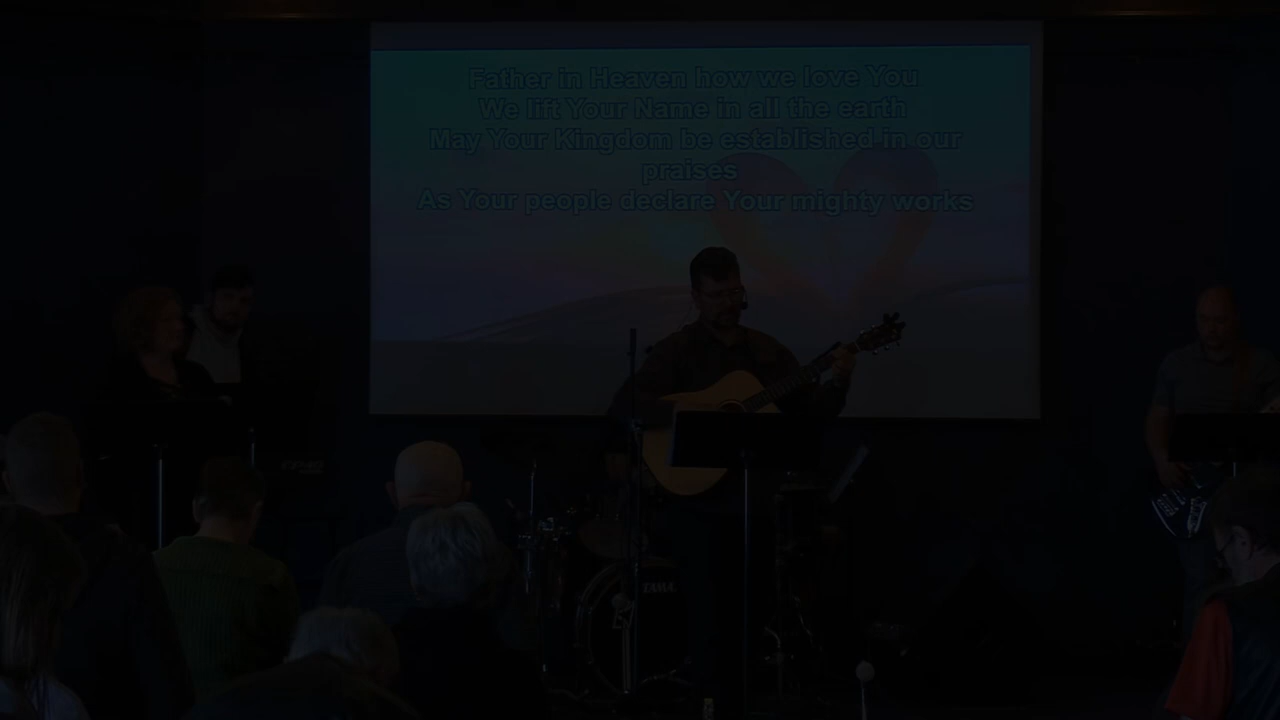 Father in Heaven how we love You
We lift Your Name in all the earth
May Your Kingdom be established in our
praises
As Your people declare Your mighty works
TAMA